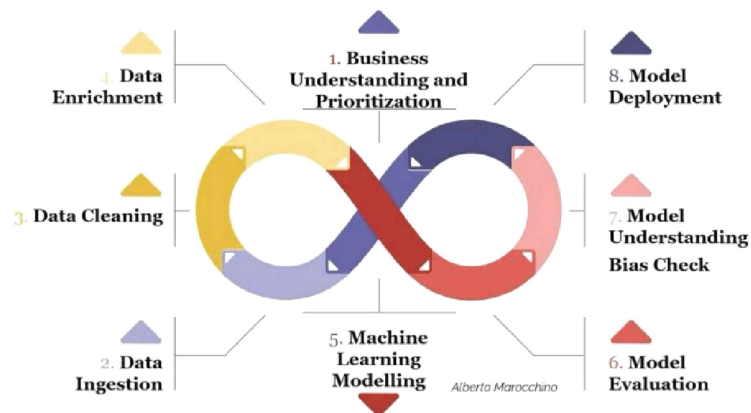 4. Data
Enrichment
1. Business
Understanding and
Prioritization
8. Model
Deployment
3. Data Cleaning
7. Model
Understanding
Bias Check
2. Data
Ingestion
5. Machine
Learning
Modelling
Alberto Marocchino
6. Model
Evaluation